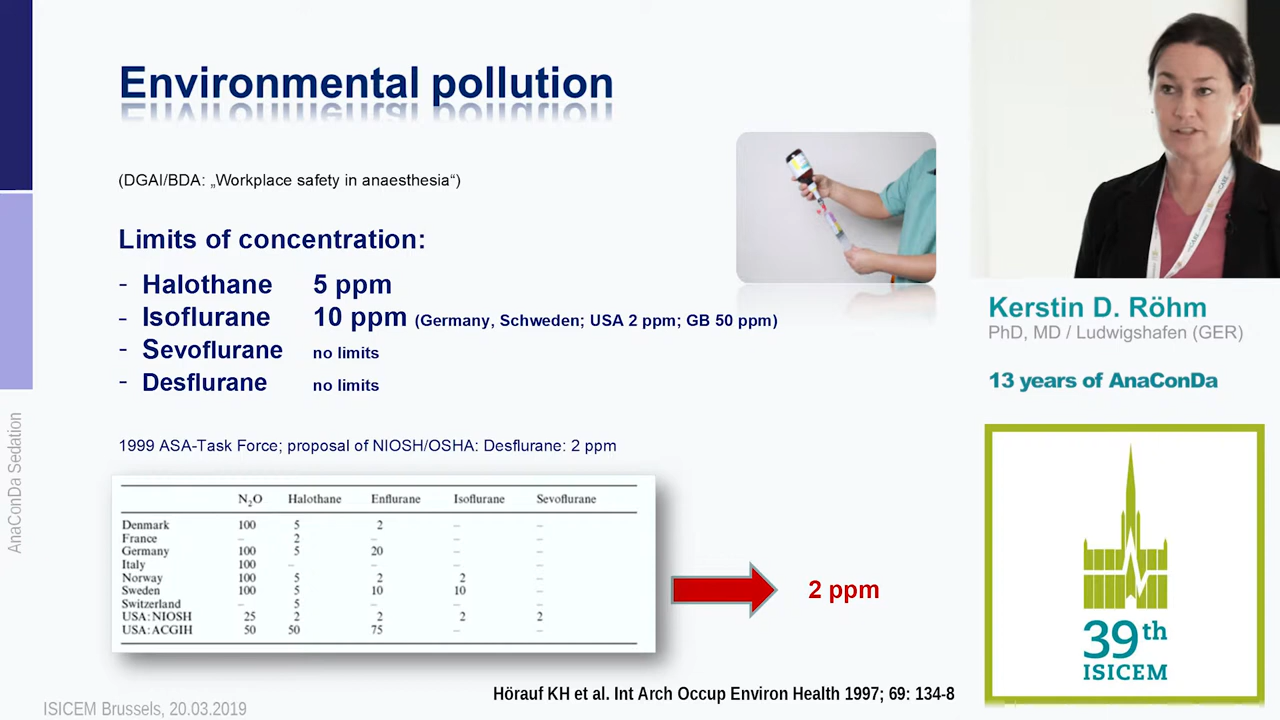 Environmental pollution
(DGAI/BDA: „Workplace safety in anaesthesia“)
Limits of concentration:
- Halothane 5 ppm
- Isoflurane 10 ppm (Germany, Schweden; USA 2 ppm; GB 50 ppm)
- Sevoflurane no limits
- Desflurane no limits
1999 ASA-Task Force; proposal of NIOSH/OSHA: Desflurane: 2 ppm
N₂O Halothane Enflurane Isoflurane Sevoflurane
Denmark 100 5 2 – –
France – 2 – – –
Germany 100 5 20 – –
Italy 100 – – – –
Norway 100 5 2 2 –
Sweden 100 5 10 10 –
Switzerland – 5 – – –
USA: NIOSH 25 2 2 2 2
USA: ACGIH 50 50 75 – –
2 ppm
Hörauf KH et al. Int Arch Occup Environ Health 1997; 69: 134-8
AnaConDa Sedation
ISICEM Brussels, 20.03.2019
Kerstin D. Röhm
PhD, MD / Ludwigshafen (GER)
13 years of AnaConDa
39th
ISICEM